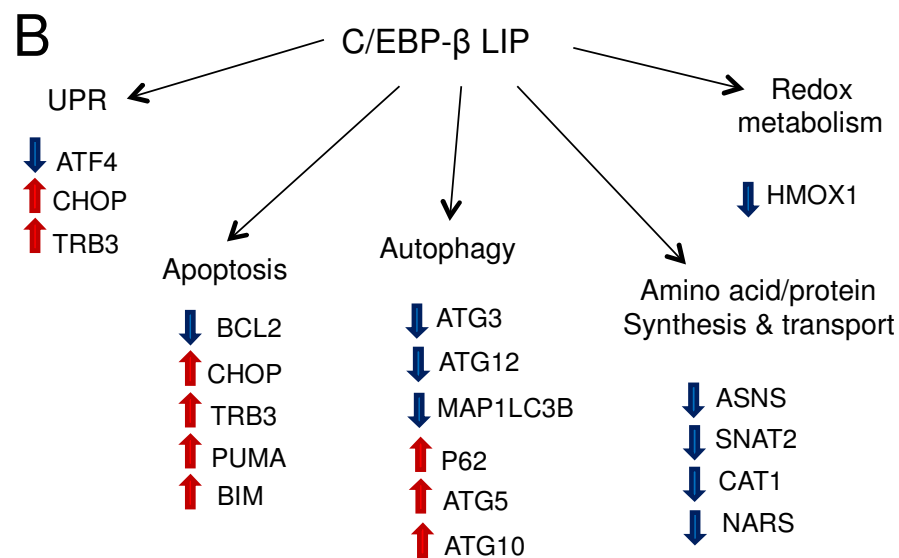 B
C/EBP-β LIP
UPR
ATF4
CHOP
TRB3
Apoptosis
BCL2
CHOP
TRB3
PUMA
BIM
Autophagy
ATG3
ATG12
MAP1LC3B
P62
ATG5
ATG10
Amino acid/protein
Synthesis & transport
ASNS
SNAT2
CAT1
NARS
Redox
metabolism
HMOX1